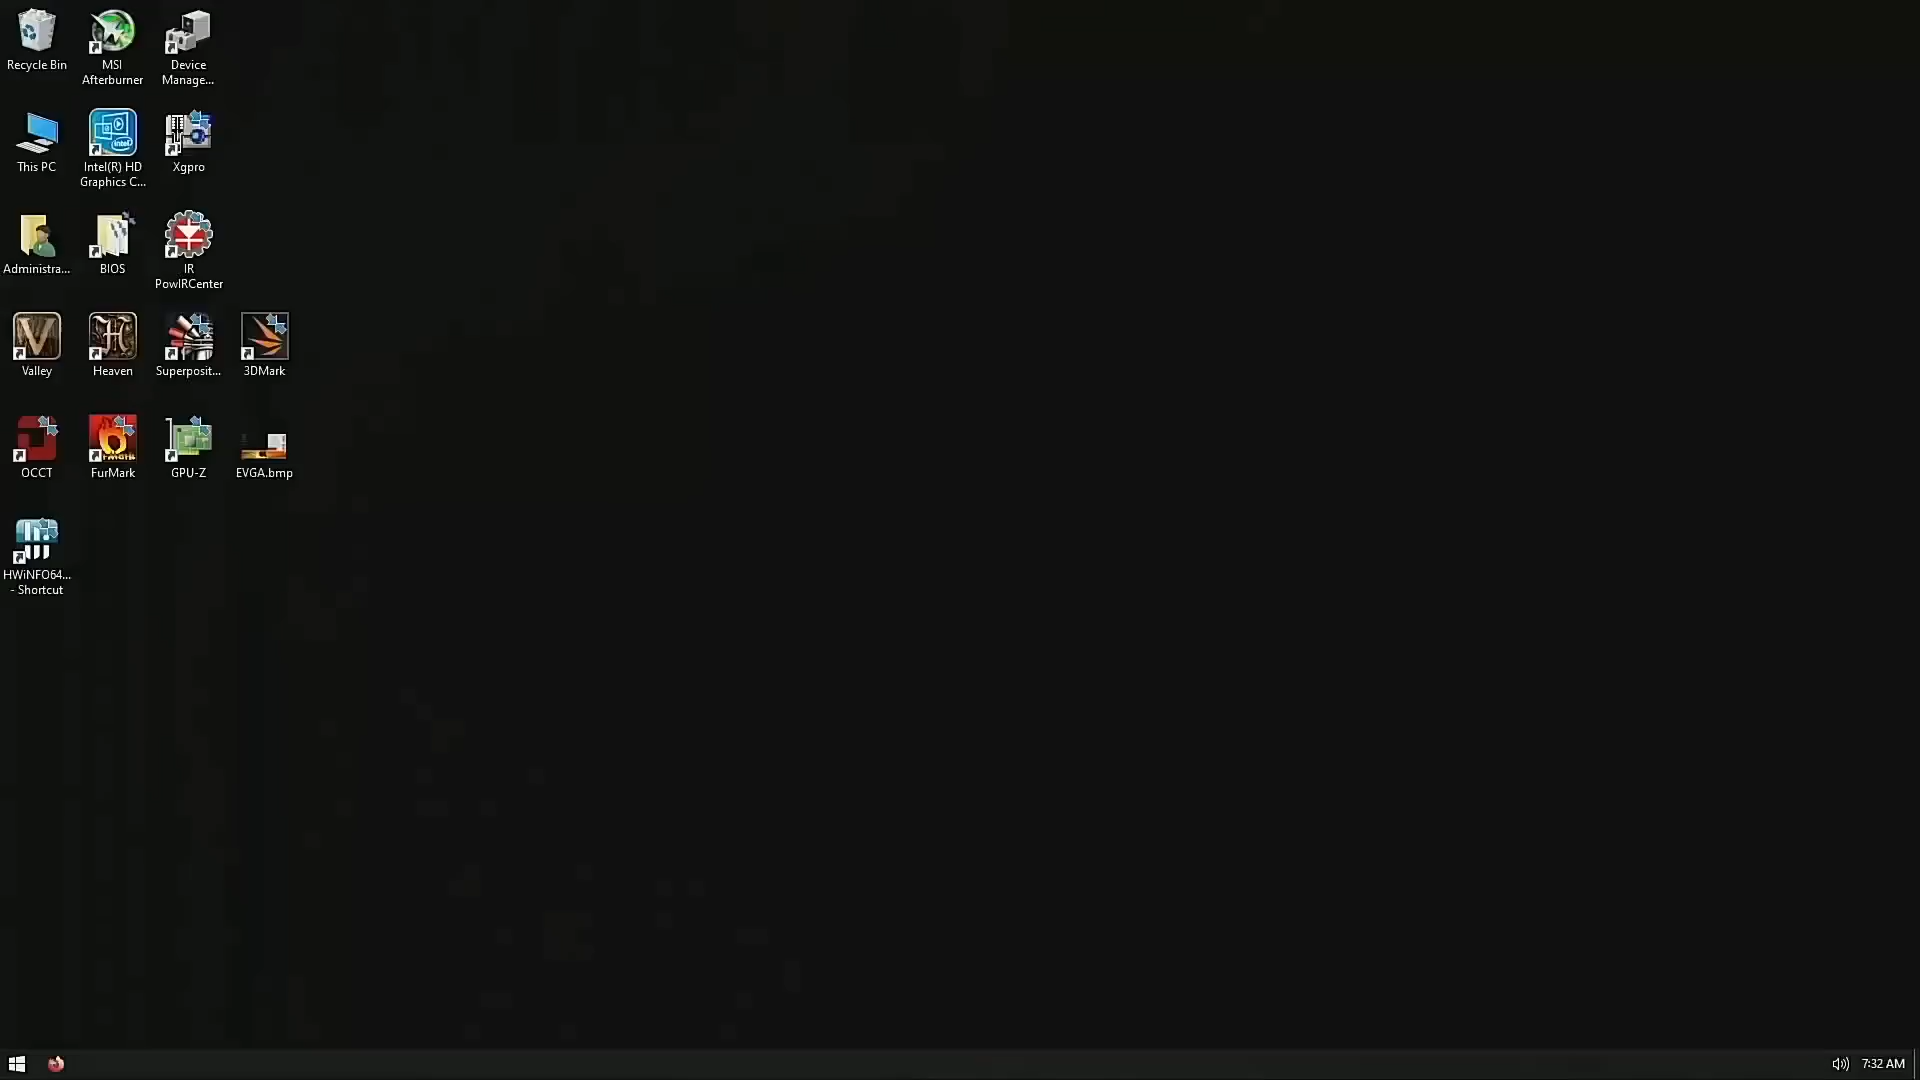 Recycle Bin
MSI
Afterburner
Device
Manage...
This PC
Intel(R) HD
Graphics C...
Xgpro
Administra...
BIOS
IR
PowIRCenter
Valley
Heaven
Superposit...
3DMark
OCCT
FurMark
GPU-Z
EVGA.bmp
HWiNFO64...
- Shortcut
7:32 AM